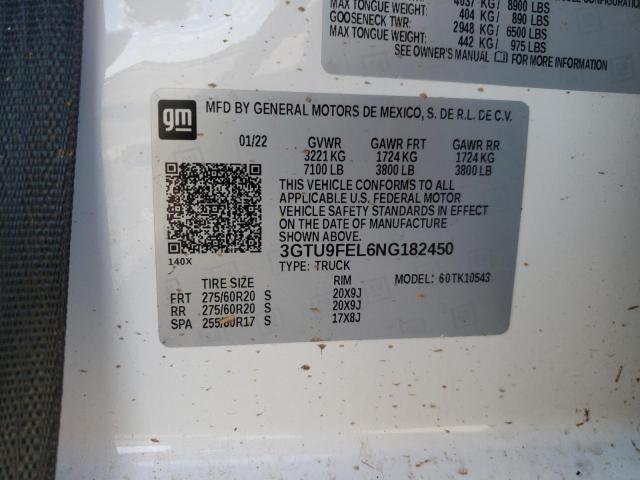 MAX TONGUE WEIGHT: 4037 KG / 8900 LBS
GOOSENECK TWR: 404 KG / 890 LBS
MAX TONGUE WEIGHT: 2948 KG / 6500 LBS
442 KG / 975 LBS
SEE OWNER'S MANUAL FOR MORE INFORMATION
gm MFD BY GENERAL MOTORS DE MEXICO, S. DE R.L. DE C.V.
01/22 GVWR GAWR FRT GAWR RR
3221 KG 1724 KG 1724 KG
7100 LB 3800 LB 3800 LB
THIS VEHICLE CONFORMS TO ALL
APPLICABLE U.S. FEDERAL MOTOR
VEHICLE SAFETY STANDARDS IN EFFECT
ON THE DATE OF MANUFACTURE
SHOWN ABOVE.
140X
3GTU9FEL6NG182450
TYPE: TRUCK MODEL: 60TK10543
TIRE SIZE RIM
FRT 275/60R20 S 20X9J
RR 275/60R20 S 20X9J
SPA 255/80R17 S 17X8J